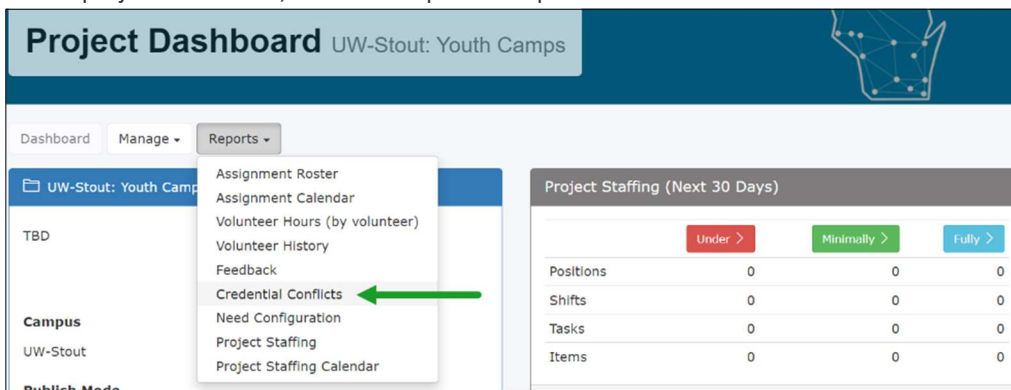 Project Dashboard UW-Stout: Youth Camps
Dashboard Manage Reports
UW-Stout: Youth Camp
TBD
Campus
UW-Stout
Publish Mode
Assignment Roster
Assignment Calendar
Volunteer Hours (by volunteer)
Volunteer History
Feedback
Credential Conflicts
Need Configuration
Project Staffing
Project Staffing Calendar
Project Staffing (Next 30 Days)
Under > Minimally > Fully >
Positions 0 0 0
Shifts 0 0 0
Tasks 0 0 0
Items 0 0 0